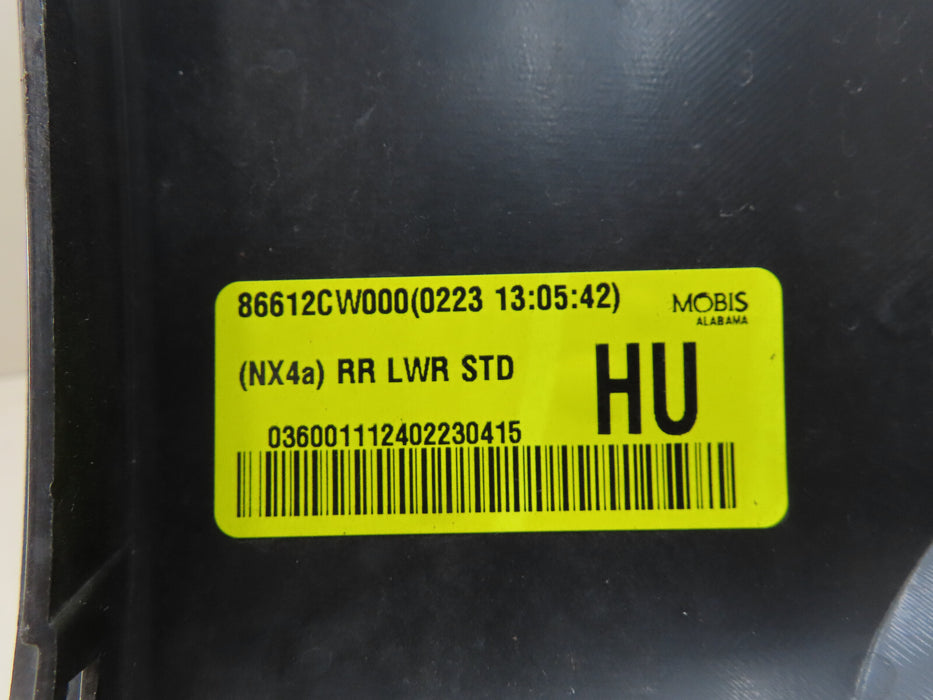 86612CW000(0223 13:05:42)
MOBIS
ALABAMA
(NX4a) RR LWR STD
HU
036001112402230415